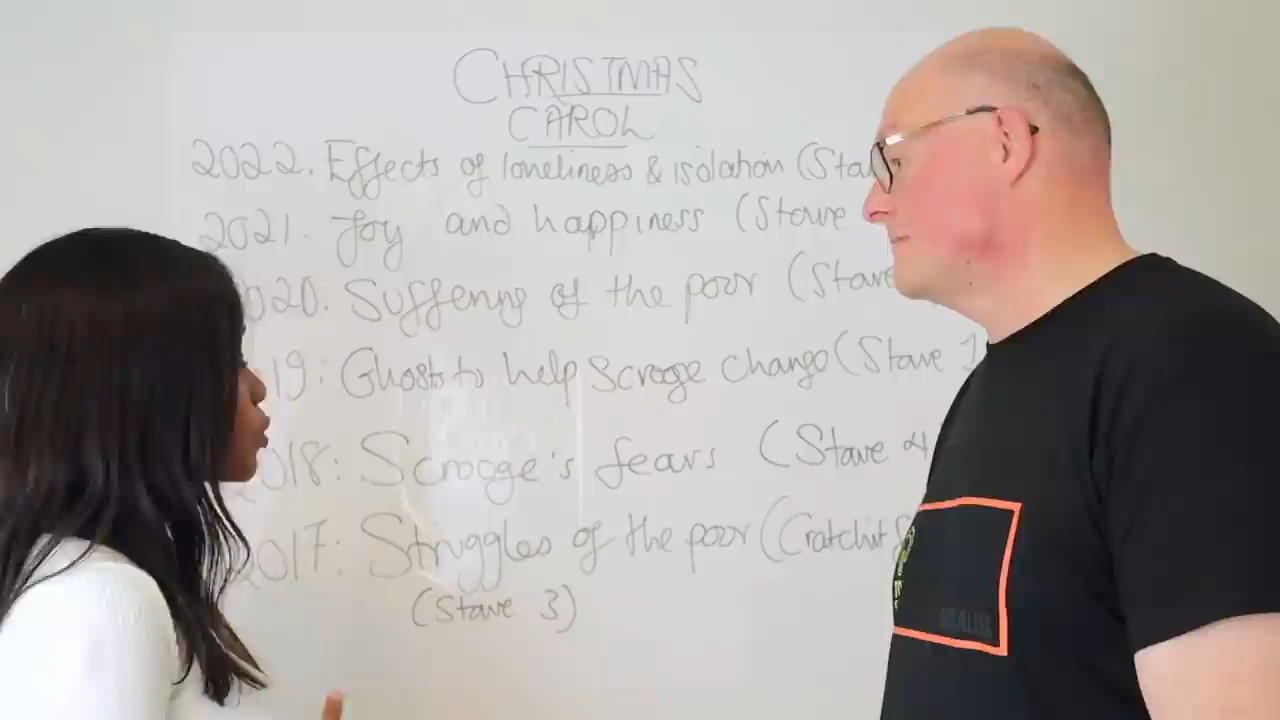 CHRISTMAS
CAROL
2022. Effects of loneliness & isolation (Sta
2021. Joy and happiness (Stave
020: Suffering of the poor (Stave
19: Ghosts to help Scrooge change (Stave 1
018: Scrooge's fears (Stave 4
2017: Struggles of the poor (Cratchit
(Stave 3)